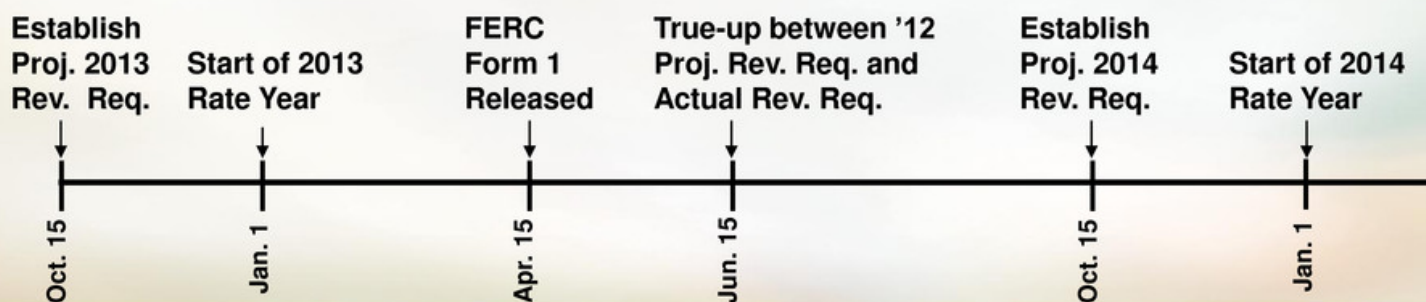 Establish
Proj. 2013
Rev. Req.
Start of 2013
Rate Year
FERC
Form 1
Released
True-up between ’12
Proj. Rev. Req. and
Actual Rev. Req.
Establish
Proj. 2014
Rev. Req.
Start of 2014
Rate Year
Oct. 15
Jan. 1
Apr. 15
Jun. 15
Oct. 15
Jan. 1